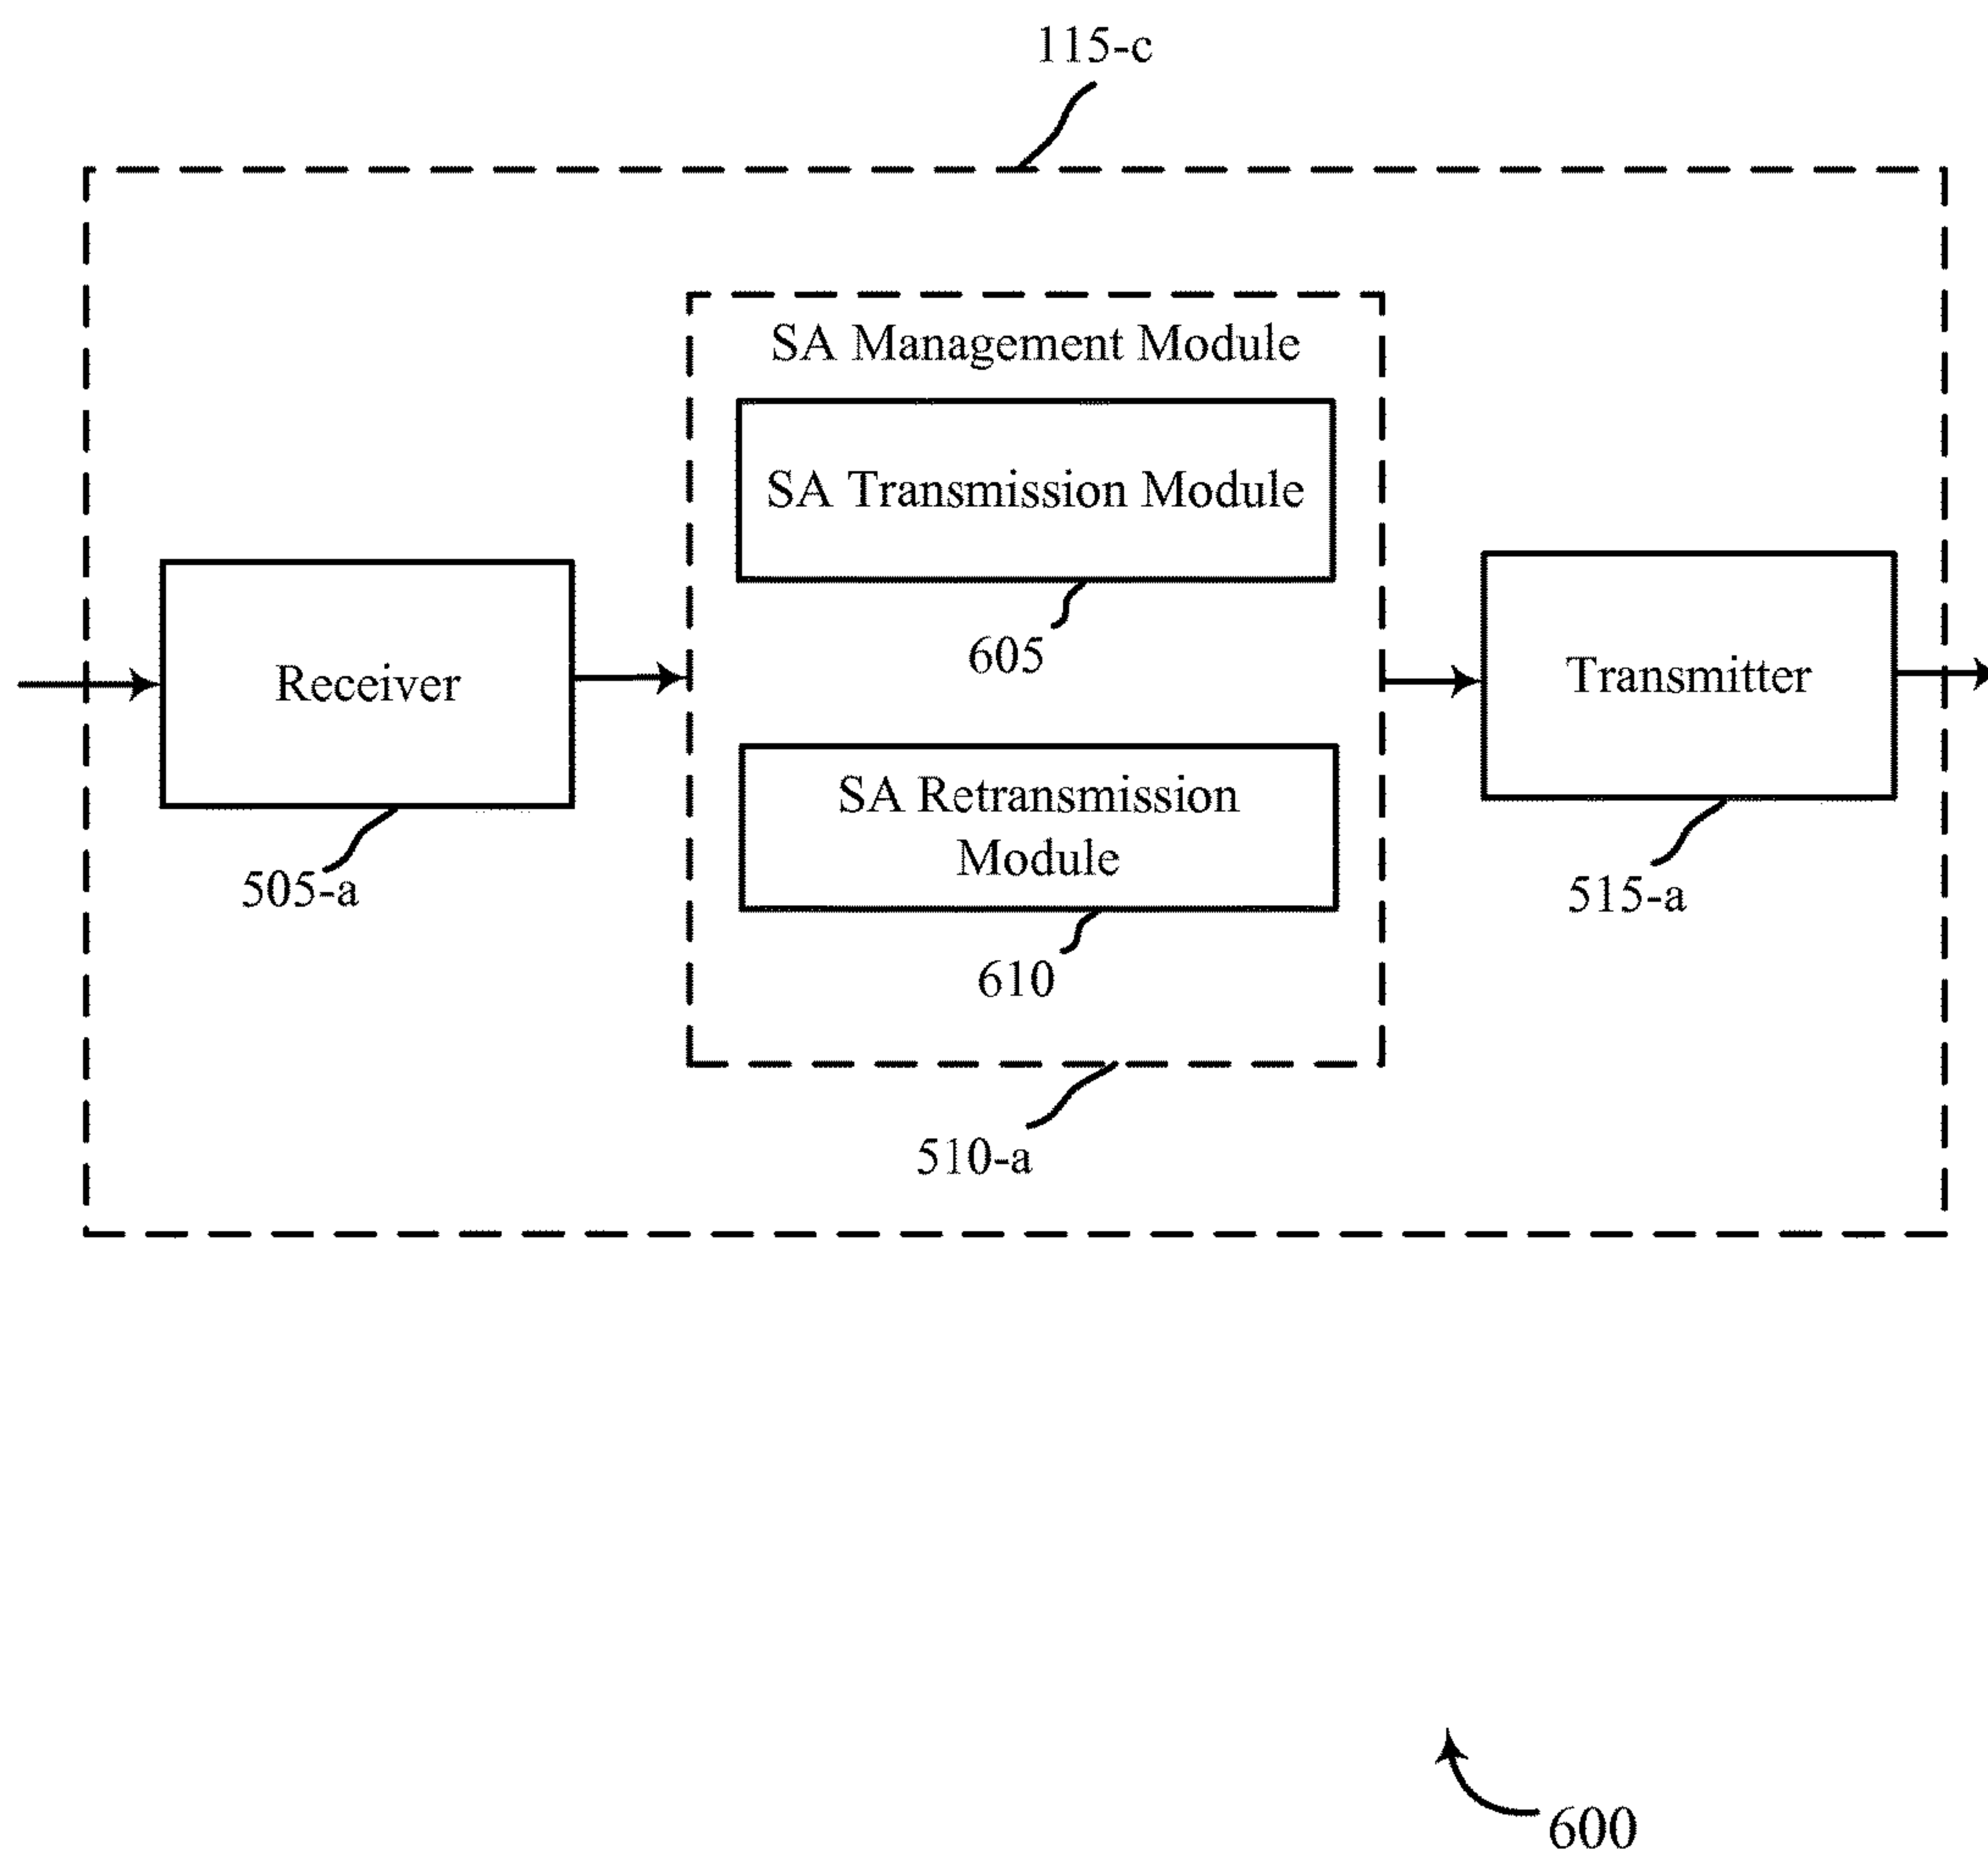 115-c
SA Management Module
SA Transmission Module
605
Receiver
Transmitter
SA Retransmission
Module
505-a
515-a
610
510-a
600